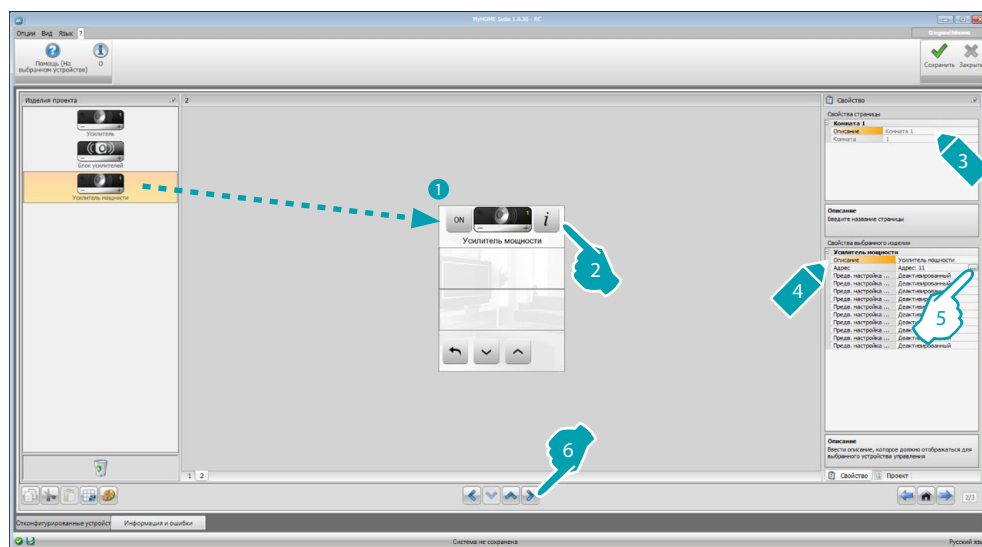 MyHOME Suite 1.0.30 - RC
Опции Вид Язык ?
Помощь (На
выбранном устройстве)
О
Сохранить Закрыть
Изделия проекта
2
Свойство
Усилитель
Блок усилителей
Усилитель мощности
1
ON
i
Усилитель мощности
2
Свойства страницы
Комната 1
Описание Комната 1
Комната 1
3
Описание
Введите название страницы
Свойства выбранного изделия
Усилитель мощности
Описание Усилитель мощности
Адрес Адрес: 11
Предв. настройка ... Деактивированный
Предв. настройка ... Деактивированный
Предв. настройка ... Деактивированный
Предв. настройка ... Деактивированный
Предв. настройка ... Деактивированный
Предв. настройка ... Деактивированный
Предв. настройка ... Деактивированный
Предв. настройка ... Деактивированный
Предв. настройка ... Деактивированный
Предв. настройка ... Деактивированный
4
5
Описание
Ввести описание, которое должно отображаться для
выбранного устройства управления
6
1 2
Свойство Проект
2/3
Отконфигурированные устройст Информация и ошибки
Система не сохранена
Русский язы